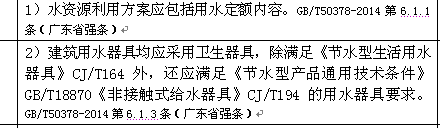 1）水资源利用方案应包括用水定额内容。GB/T50378-2014 第 6.1.1
条（广东省强条）
2）建筑用水器具均应采用卫生器具，除满足《节水型生活用水
器具》CJ/T164 外，还应满足《节水型产品通用技术条件》
GB/T18870《非接触式给水器具》CJ/T194 的用水器具要求。
GB/T50378-2014 第 6.1.3 条（广东省强条）